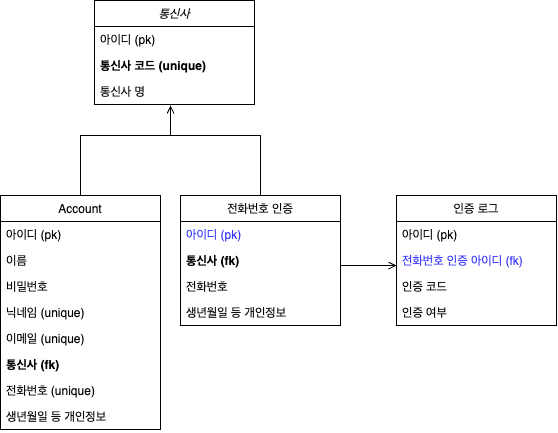 통신사
아이디 (pk)
통신사 코드 (unique)
통신사 명
Account
아이디 (pk)
이름
비밀번호
닉네임 (unique)
이메일 (unique)
통신사 (fk)
전화번호 (unique)
생년월일 등 개인정보
전화번호 인증
아이디 (pk)
통신사 (fk)
전화번호
생년월일 등 개인정보
인증 로그
아이디 (pk)
전화번호 인증 아이디 (fk)
인증 코드
인증 여부